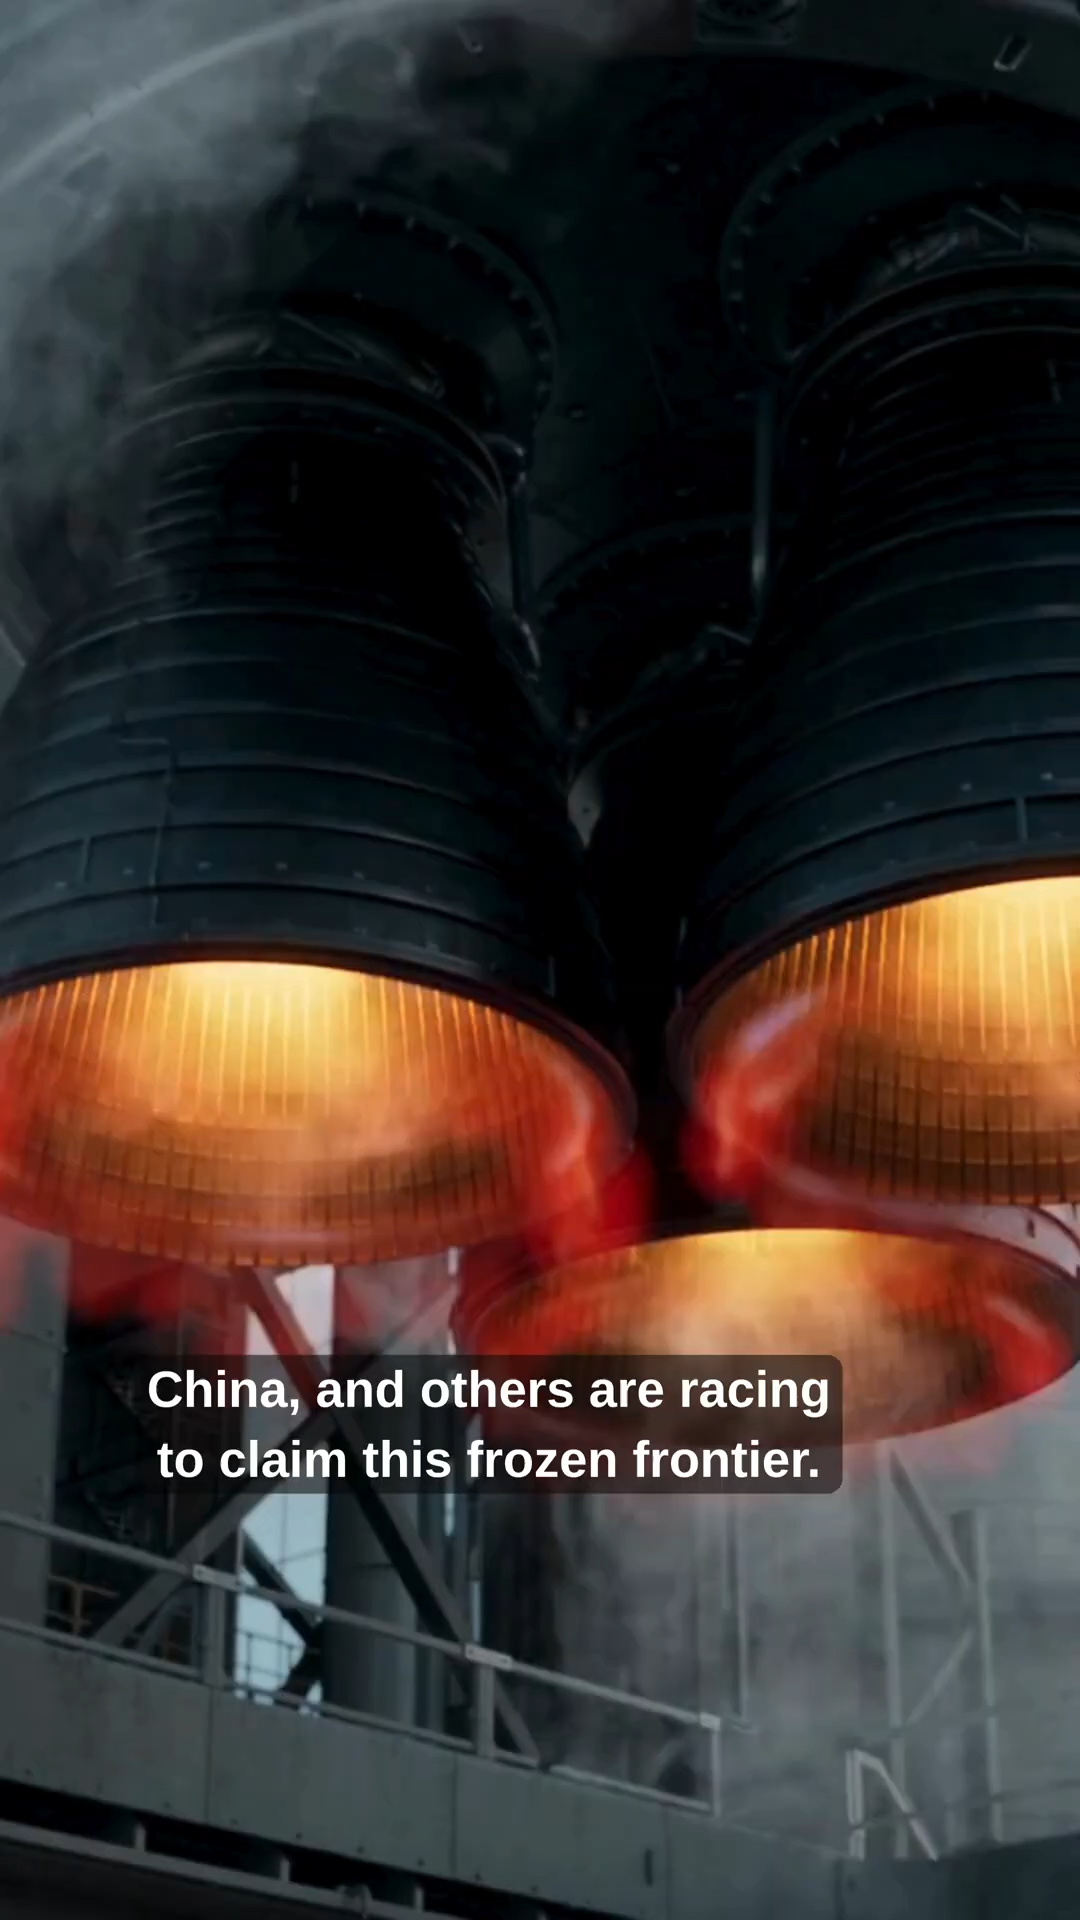 China, and others are racing
to claim this frozen frontier.